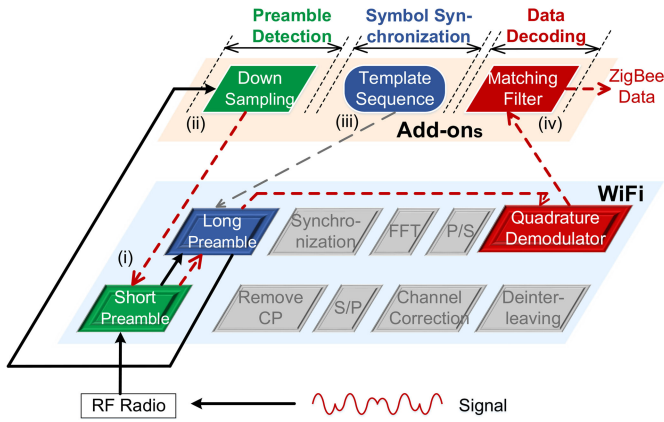 Preamble
Detection
Symbol Syn-
chronization
Data
Decoding
Down
Sampling
Template
Sequence
Matching
Filter
ZigBee
Data
(ii)
(iii)
(iv)
Add-ons
WiFi
Long
Preamble
Synchro-
nization
FFT
P/S
Quadrature
Demodulator
(i)
Short
Preamble
Remove
CP
S/P
Channel
Correction
Deinter-
leaving
RF Radio
Signal